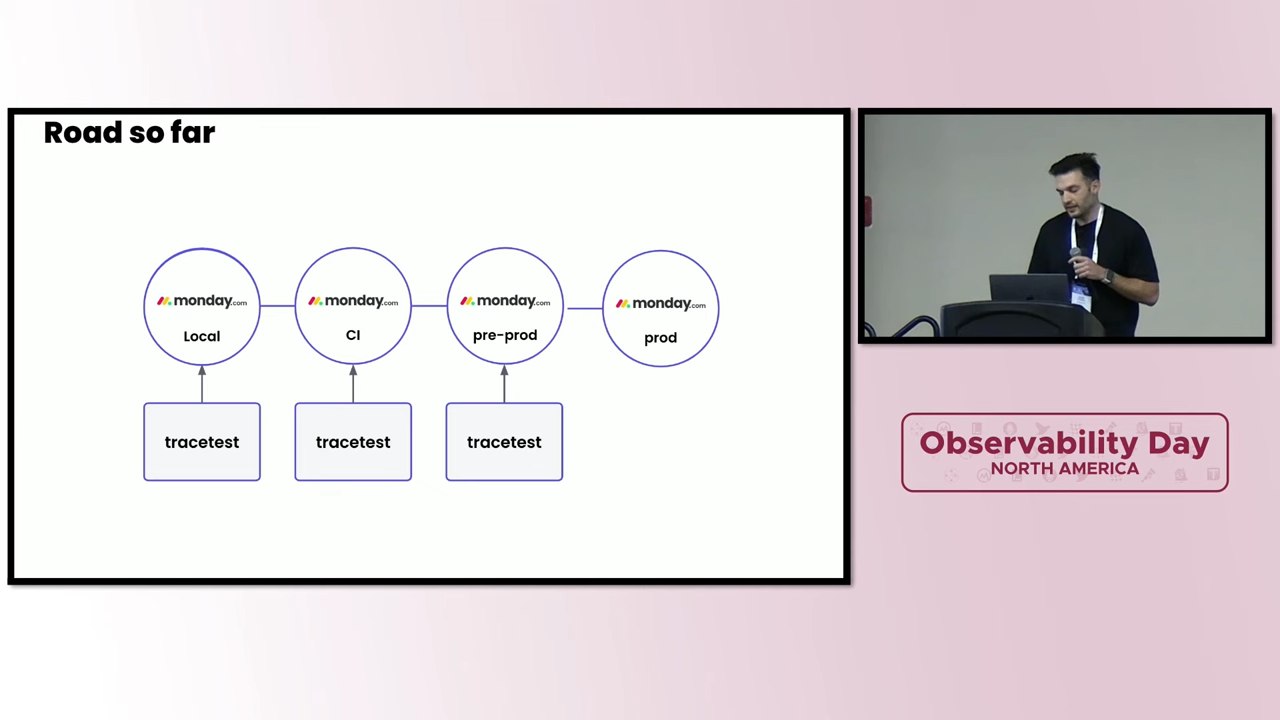 Road so far
monday.com
Local
monday.com
CI
monday.com
pre-prod
monday.com
prod
tracetest
tracetest
tracetest
Observability Day
NORTH AMERICA